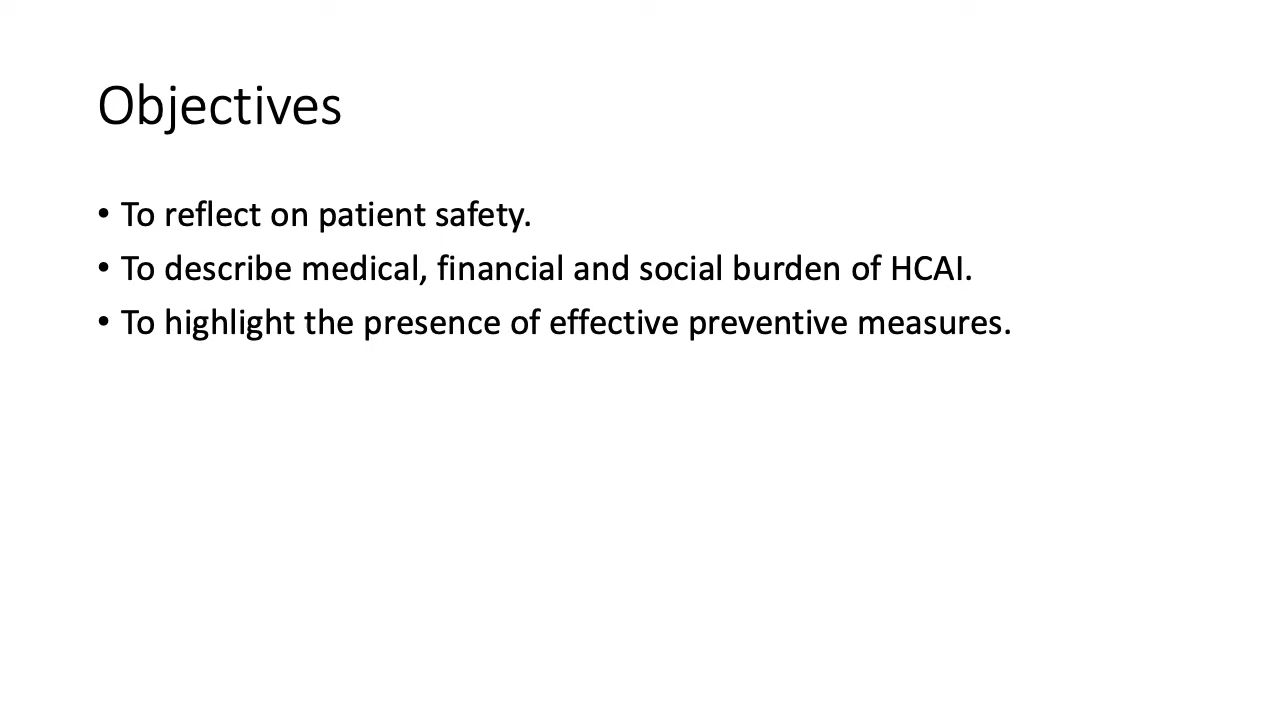 Objectives
• To reflect on patient safety.
• To describe medical, financial and social burden of HCAI.
• To highlight the presence of effective preventive measures.